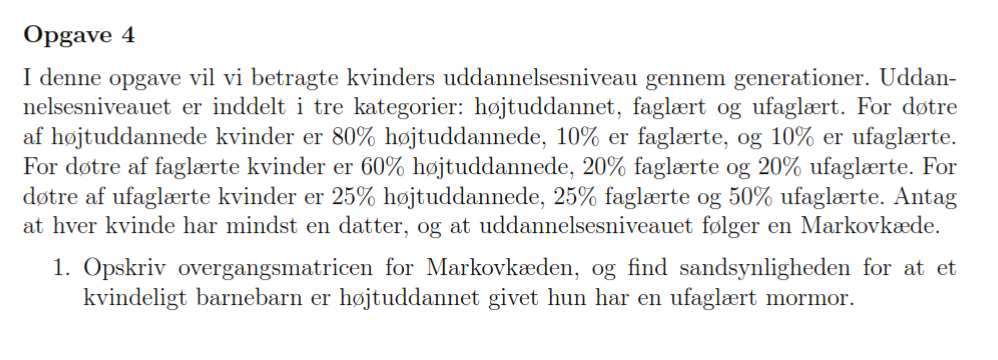 Opgave 4
I denne opgave vil vi betragte kvinders uddannelsesniveau gennem generationer. Uddan-
nelsesniveauet er inddelt i tre kategorier: højtuddannet, faglært og ufaglært. For døtre
af højtuddannede kvinder er 80% højtuddannede, 10% er faglærte, og 10% er ufaglærte.
For døtre af faglærte kvinder er 60% højtuddannede, 20% faglærte og 20% ufaglærte. For
døtre af ufaglærte kvinder er 25% højtuddannede, 25% faglærte og 50% ufaglærte. Antag
at hver kvinde har mindst en datter, og at uddannelsesniveauet følger en Markovkæde.
1. Opskriv overgangsmatricen for Markovkæden, og find sandsynligheden for at et
kvindeligt barnebarn er højtuddannet givet hun har en ufaglært mormor.